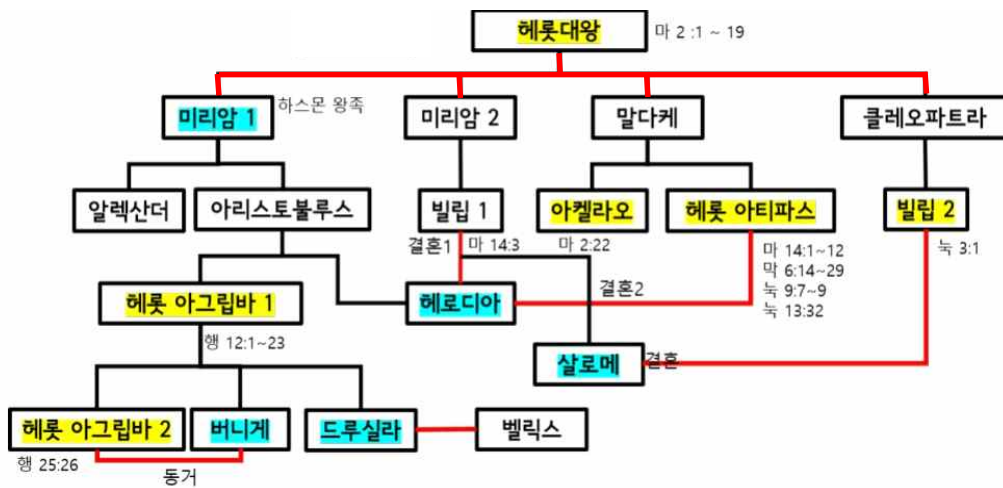 헤롯대왕
마 2 :1 ~ 19
미리암 1
하스몬 왕족
미리암 2
말다케
클레오파트라
알렉산더
아리스토불루스
빌립 1
아켈라오
헤롯 아티파스
빌립 2
결혼1
마 14:3
마 2:22
마 14:1~12
막 6:14~29
눅 9:7~9
눅 13:32
눅 3:1
헤롯 아그립바 1
헤로디아
결혼2
행 12:1~23
살로메
결혼
헤롯 아그립바 2
버니게
드루실라
벨릭스
행 25:26
동거